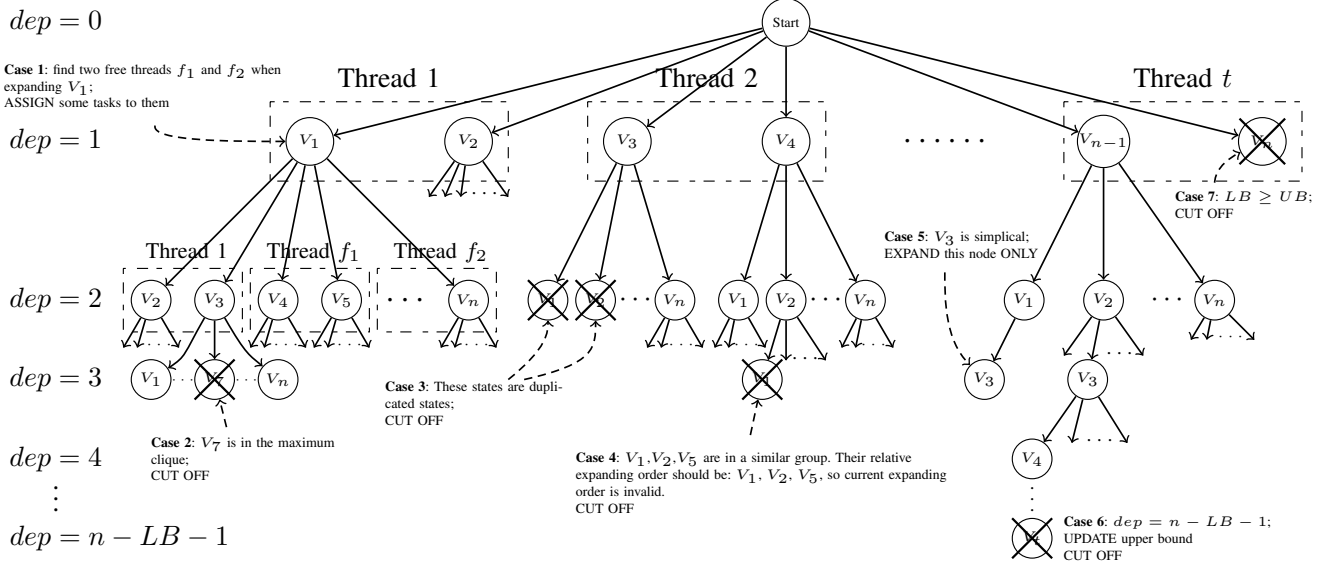 dep = 0
Start
Case 1: find two free threads f₁ and f₂ when
expanding V₁;
ASSIGN some tasks to them
Thread 1
Thread 2
Thread t
dep = 1
V₁
V₂
V₃
V₄
......
Vₙ₋₁
Vₙ
Case 7: LB ≥ UB;
CUT OFF
Case 5: V₃ is simplical;
EXPAND this node ONLY
Thread 1
Thread f₁
Thread f₂
dep = 2
V₂
V₃
V₄
V₅
...
Vₙ
V₁
V₂
...
Vₙ
V₁
V₂
...
Vₙ
V₁
V₂
...
Vₙ
dep = 3
V₁
V₇
Vₙ
Case 3: These states are dupli-
cated states;
CUT OFF
V₁
V₃
V₃
Case 2: V₇ is in the maximum
clique;
CUT OFF
Case 4: V₁,V₂,V₅ are in a similar group. Their relative
expanding order should be: V₁, V₂, V₅, so current expanding
order is invalid.
CUT OFF
dep = 4
V₄
dep = n − LB − 1
Case 6: dep = n − LB − 1;
UPDATE upper bound
CUT OFF